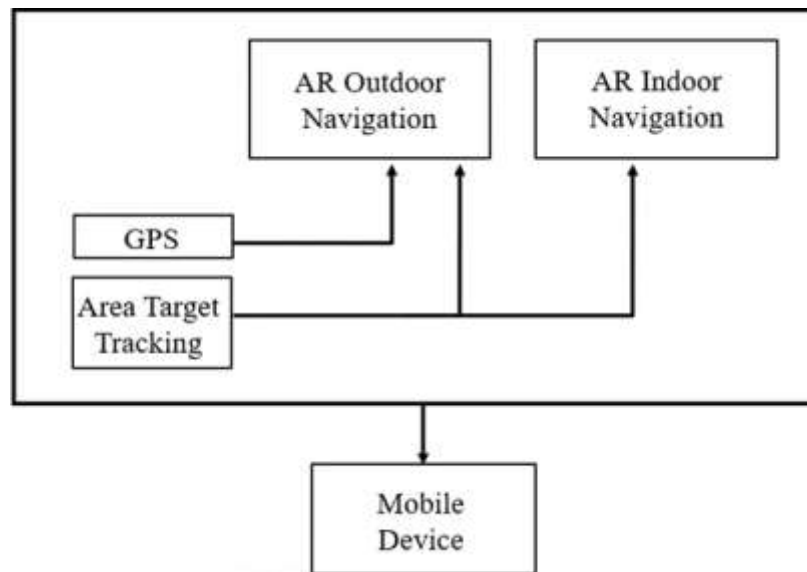 AR Outdoor
Navigation
AR Indoor
Navigation
GPS
Area Target
Tracking
Mobile
Device